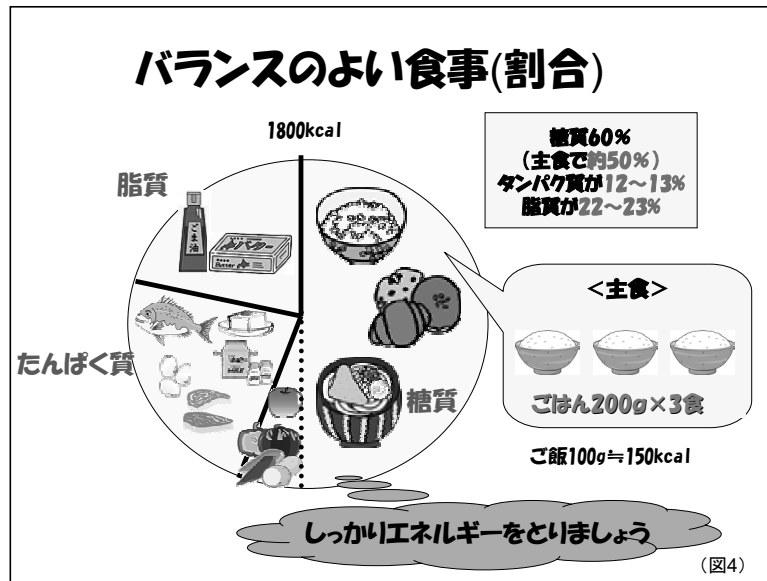 バランスのよい食事(割合)
1800kcal
脂質
ごま油
バター
Butter
たんぱく質
糖質
糖質60%
(主食で約50%)
タンパク質が12～13%
脂質が22～23%
<主食>
ごはん200g×3食
ご飯100g≒150kcal
しっかりエネルギーをとりましょう
(図4)